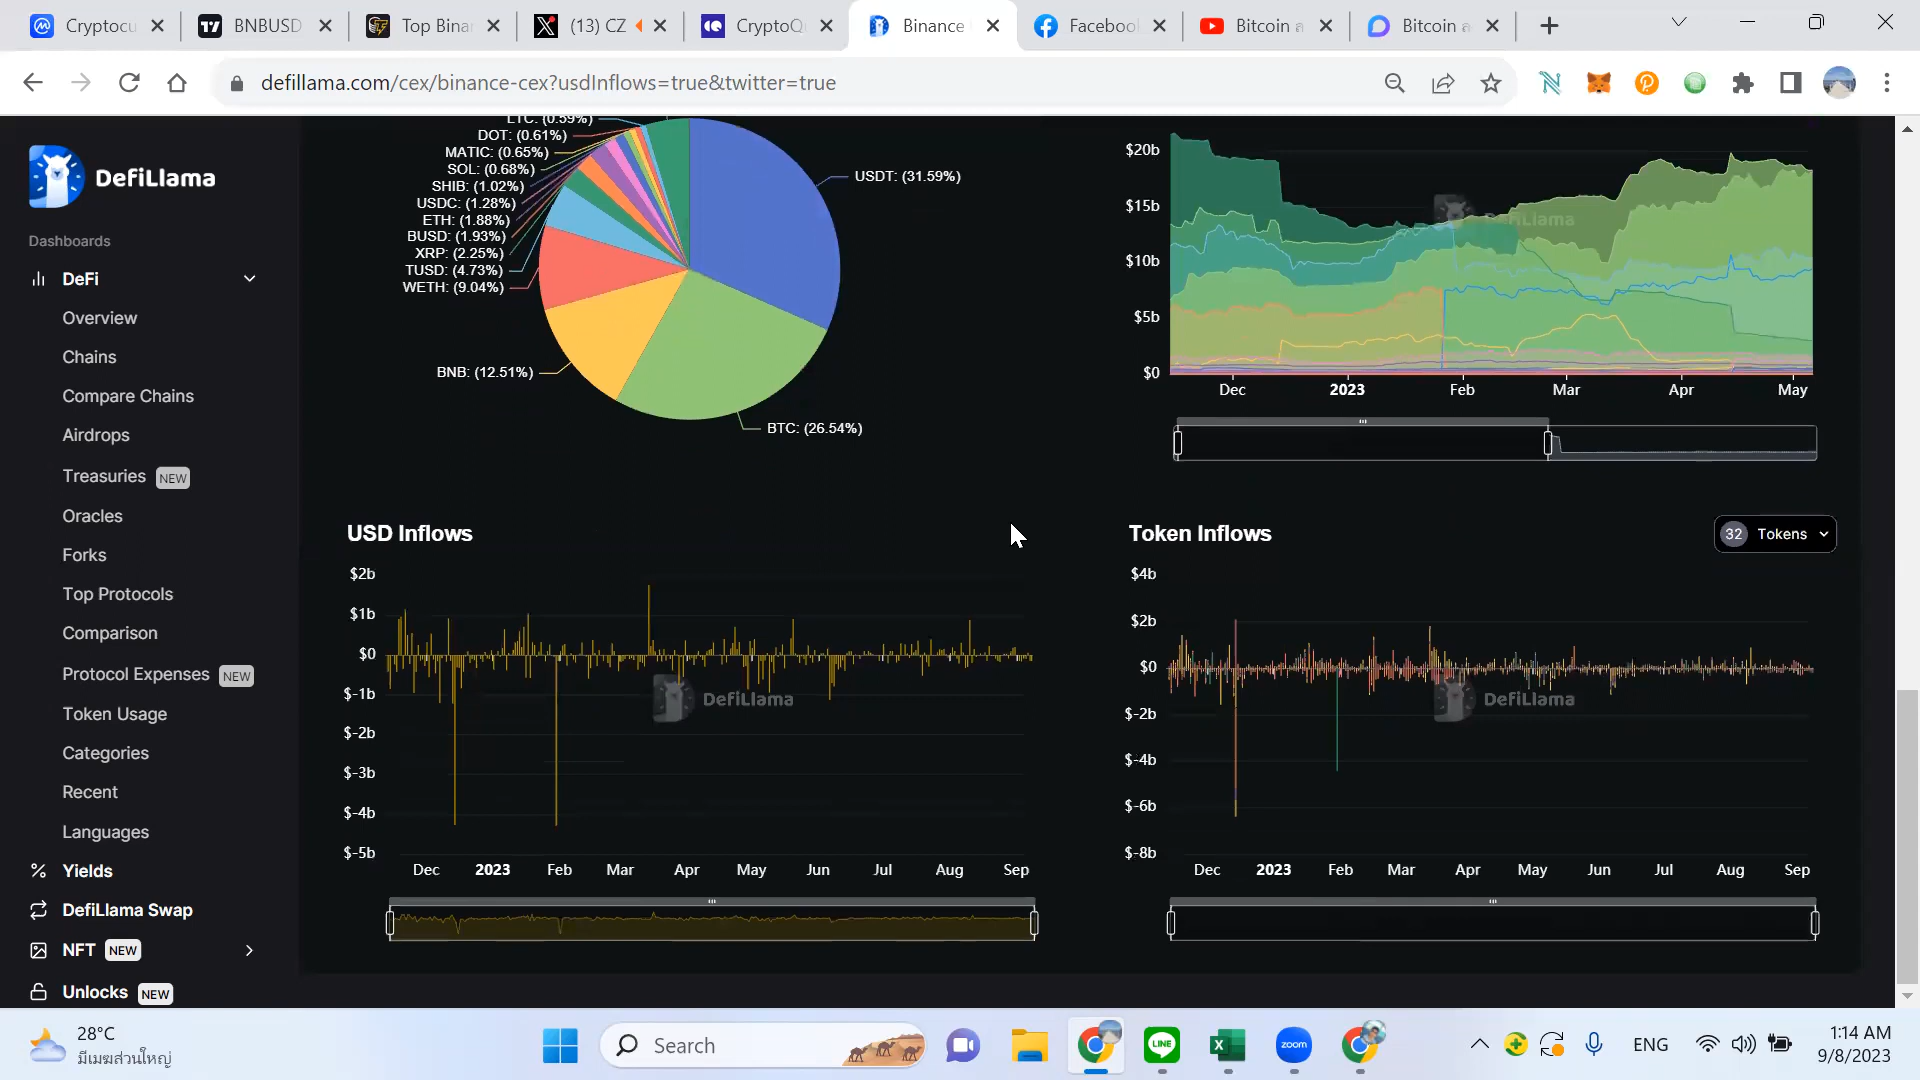 Cryptocu
BNBUSD
Top Binar
(13) CZ
CryptoQ
Binance
Facebook
Bitcoin a
Bitcoin a
defillama.com/cex/binance-cex?usdInflows=true&twitter=true
DefiLlama
Dashboards
DeFi
Overview
Chains
Compare Chains
Airdrops
Treasuries NEW
Oracles
Forks
Top Protocols
Comparison
Protocol Expenses NEW
Token Usage
Categories
Recent
Languages
Yields
DefiLlama Swap
NFT NEW
Unlocks NEW
LTC: (0.59%)
DOT: (0.61%)
MATIC: (0.65%)
SOL: (0.68%)
SHIB: (1.02%)
USDC: (1.28%)
ETH: (1.88%)
BUSD: (1.93%)
XRP: (2.25%)
TUSD: (4.73%)
WETH: (9.04%)
BNB: (12.51%)
USDT: (31.59%)
BTC: (26.54%)
$20b
$15b
$10b
$5b
$0
DefiLlama
Dec 2023 Feb Mar Apr May
USD Inflows
$2b
$1b
$0
$-1b
$-2b
$-3b
$-4b
$-5b
DefiLlama
Dec 2023 Feb Mar Apr May Jun Jul Aug Sep
Token Inflows
32 Tokens
$4b
$2b
$0
$-2b
$-4b
$-6b
$-8b
DefiLlama
Dec 2023 Feb Mar Apr May Jun Jul Aug Sep
28°C
มีเมฆส่วนใหญ่
Search
LINE
zoom
ENG
1:14 AM
9/8/2023